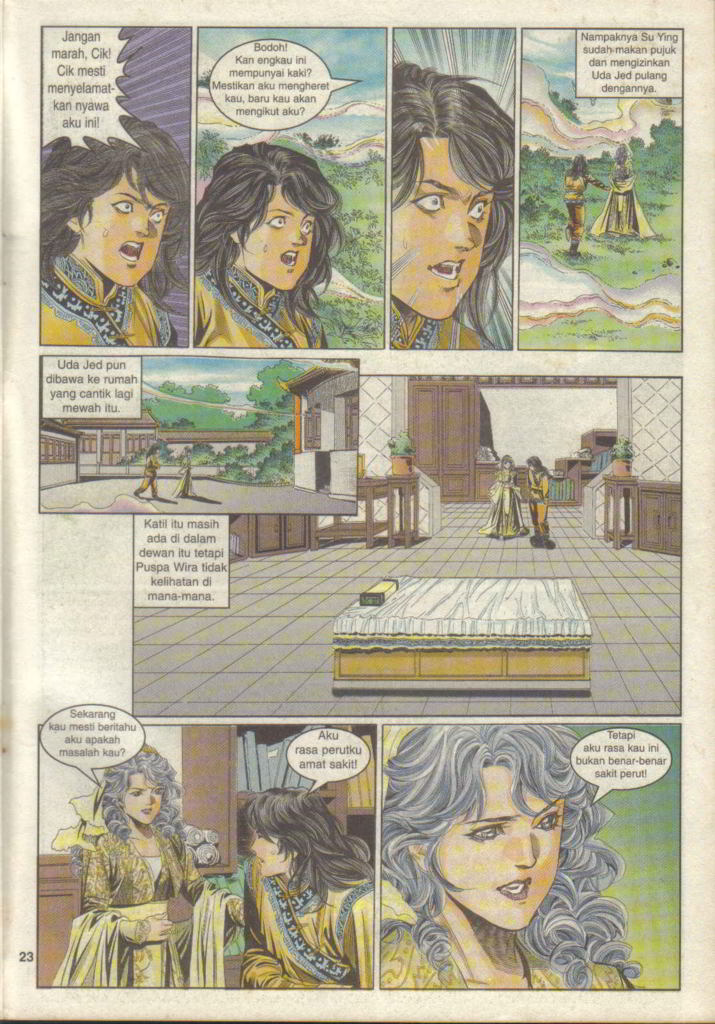 Jangan
marah, Cik!
Cik mesti
menyelamat-
kan nyawa
aku ini!
Bodoh!
Kan engkau ini
mempunyai kaki?
Mestikan aku mengheret
kau, baru kau akan
mengikut aku?
Nampaknya Su Ying
sudah makan pujuk
dan mengizinkan
Uda Jed pulang
dengannya.
Uda Jed pun
dibawa ke rumah
yang cantik lagi
mewah itu.
Katil itu masih
ada di dalam
dewan itu tetapi
Puspa Wira tidak
kelihatan di
mana-mana.
Sekarang
kau mesti beritahu
aku apakah
masalah kau?
Aku
rasa perutku
amat sakit!
Tetapi
aku rasa kau ini
bukan benar-benar
sakit perut!
23